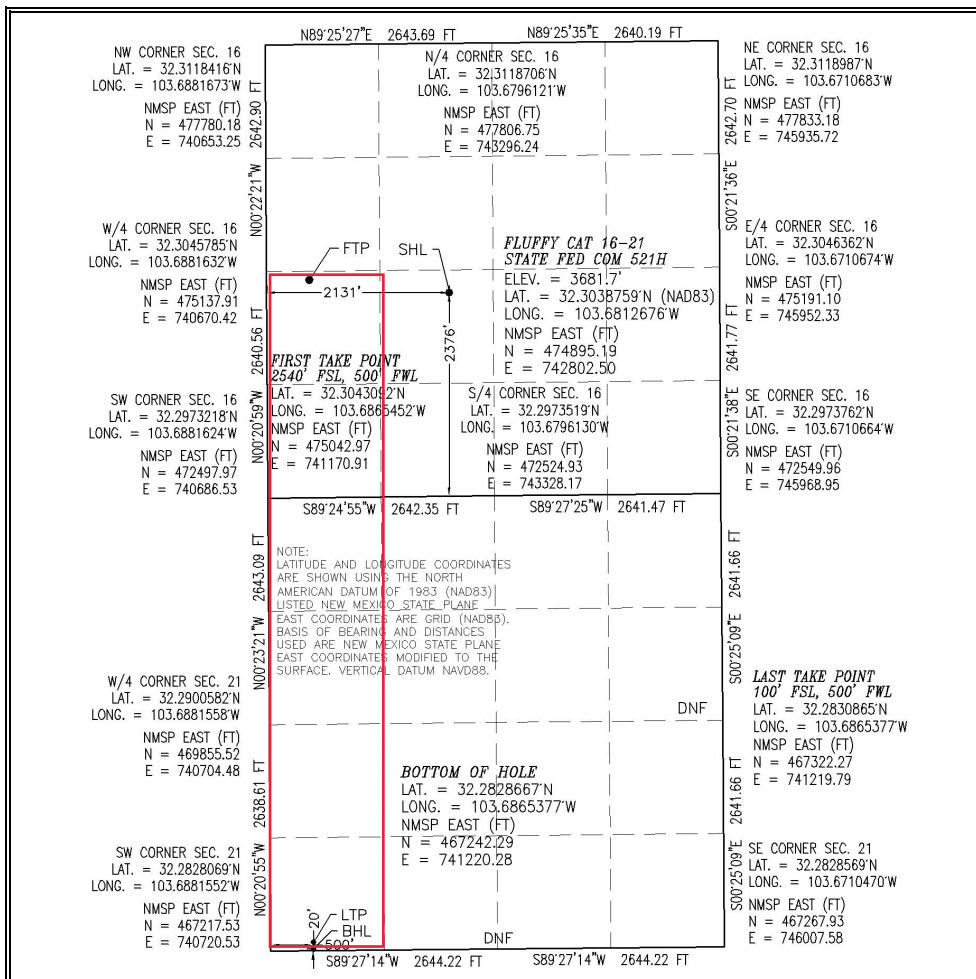 N89°25'27"E 2643.69 FT
N89°25'35"E 2640.19 FT
NW CORNER SEC. 16
LAT. = 32.3118416°N
LONG. = 103.6881673°W
NMSP EAST (FT)
N = 477780.18
E = 740653.25
N/4 CORNER SEC. 16
LAT. = 32.3118706°N
LONG. = 103.6796121°W
NMSP EAST (FT)
N = 477806.75
E = 743296.24
NE CORNER SEC. 16
LAT. = 32.3118987°N
LONG. = 103.6710683°W
NMSP EAST (FT)
N = 477833.18
E = 745935.72
N00°22'21"W 2642.90 FT
S00°21'36"E 2642.70 FT
W/4 CORNER SEC. 16
LAT. = 32.3045785°N
LONG. = 103.6881632°W
NMSP EAST (FT)
N = 475137.91
E = 740670.42
FTP
SHL
2131'
2376'
FLUFFY CAT 16-21
STATE FED COM 521H
ELEV. = 3681.7'
LAT. = 32.3038759°N (NAD83)
LONG. = 103.6812676°W
NMSP EAST (FT)
N = 474895.19
E = 742802.50
E/4 CORNER SEC. 16
LAT. = 32.3046362°N
LONG. = 103.6710674°W
NMSP EAST (FT)
N = 475191.10
E = 745952.33
N00°20'59"W 2640.56 FT
S00°21'38"E 2641.77 FT
FIRST TAKE POINT
2540' FSL, 500' FWL
LAT. = 32.3043092°N
LONG. = 103.6865452°W
NMSP EAST (FT)
N = 475042.97
E = 741170.91
SW CORNER SEC. 16
LAT. = 32.2973218°N
LONG. = 103.6881624°W
NMSP EAST (FT)
N = 472497.97
E = 740686.53
S/4 CORNER SEC. 16
LAT. = 32.2973519°N
LONG. = 103.6796130°W
NMSP EAST (FT)
N = 472524.93
E = 743328.17
SE CORNER SEC. 16
LAT. = 32.2973762°N
LONG. = 103.6710664°W
NMSP EAST (FT)
N = 472549.96
E = 745968.95
S89°24'55"W 2642.35 FT
S89°27'25"W 2641.47 FT
N00°23'21"W 2643.09 FT
S00°25'09"E 2641.66 FT
NOTE:
LATITUDE AND LONGITUDE COORDINATES
ARE SHOWN USING THE NORTH
AMERICAN DATUM OF 1983 (NAD83)
LISTED NEW MEXICO STATE PLANE
EAST COORDINATES ARE GRID (NAD83).
BASIS OF BEARING AND DISTANCES
USED ARE NEW MEXICO STATE PLANE
EAST COORDINATES MODIFIED TO THE
SURFACE. VERTICAL DATUM NAVD88.
W/4 CORNER SEC. 21
LAT. = 32.2900582°N
LONG. = 103.6881558°W
NMSP EAST (FT)
N = 469855.52
E = 740704.48
DNF
LAST TAKE POINT
100' FSL, 500' FWL
LAT. = 32.2830865°N
LONG. = 103.6865377°W
NMSP EAST (FT)
N = 467322.27
E = 741219.79
BOTTOM OF HOLE
LAT. = 32.2828667°N
LONG. = 103.6865377°W
NMSP EAST (FT)
N = 467242.29
E = 741220.28
N00°20'55"W 2638.61 FT
S00°25'09"E 2641.66 FT
SW CORNER SEC. 21
LAT. = 32.2828069°N
LONG. = 103.6881552°W
NMSP EAST (FT)
N = 467217.53
E = 740720.53
SE CORNER SEC. 21
LAT. = 32.2828569°N
LONG. = 103.6710470°W
NMSP EAST (FT)
N = 467267.93
E = 746007.58
20'
LTP
BHL
500'
DNF
S89°27'14"W 2644.22 FT
S89°27'14"W 2644.22 FT